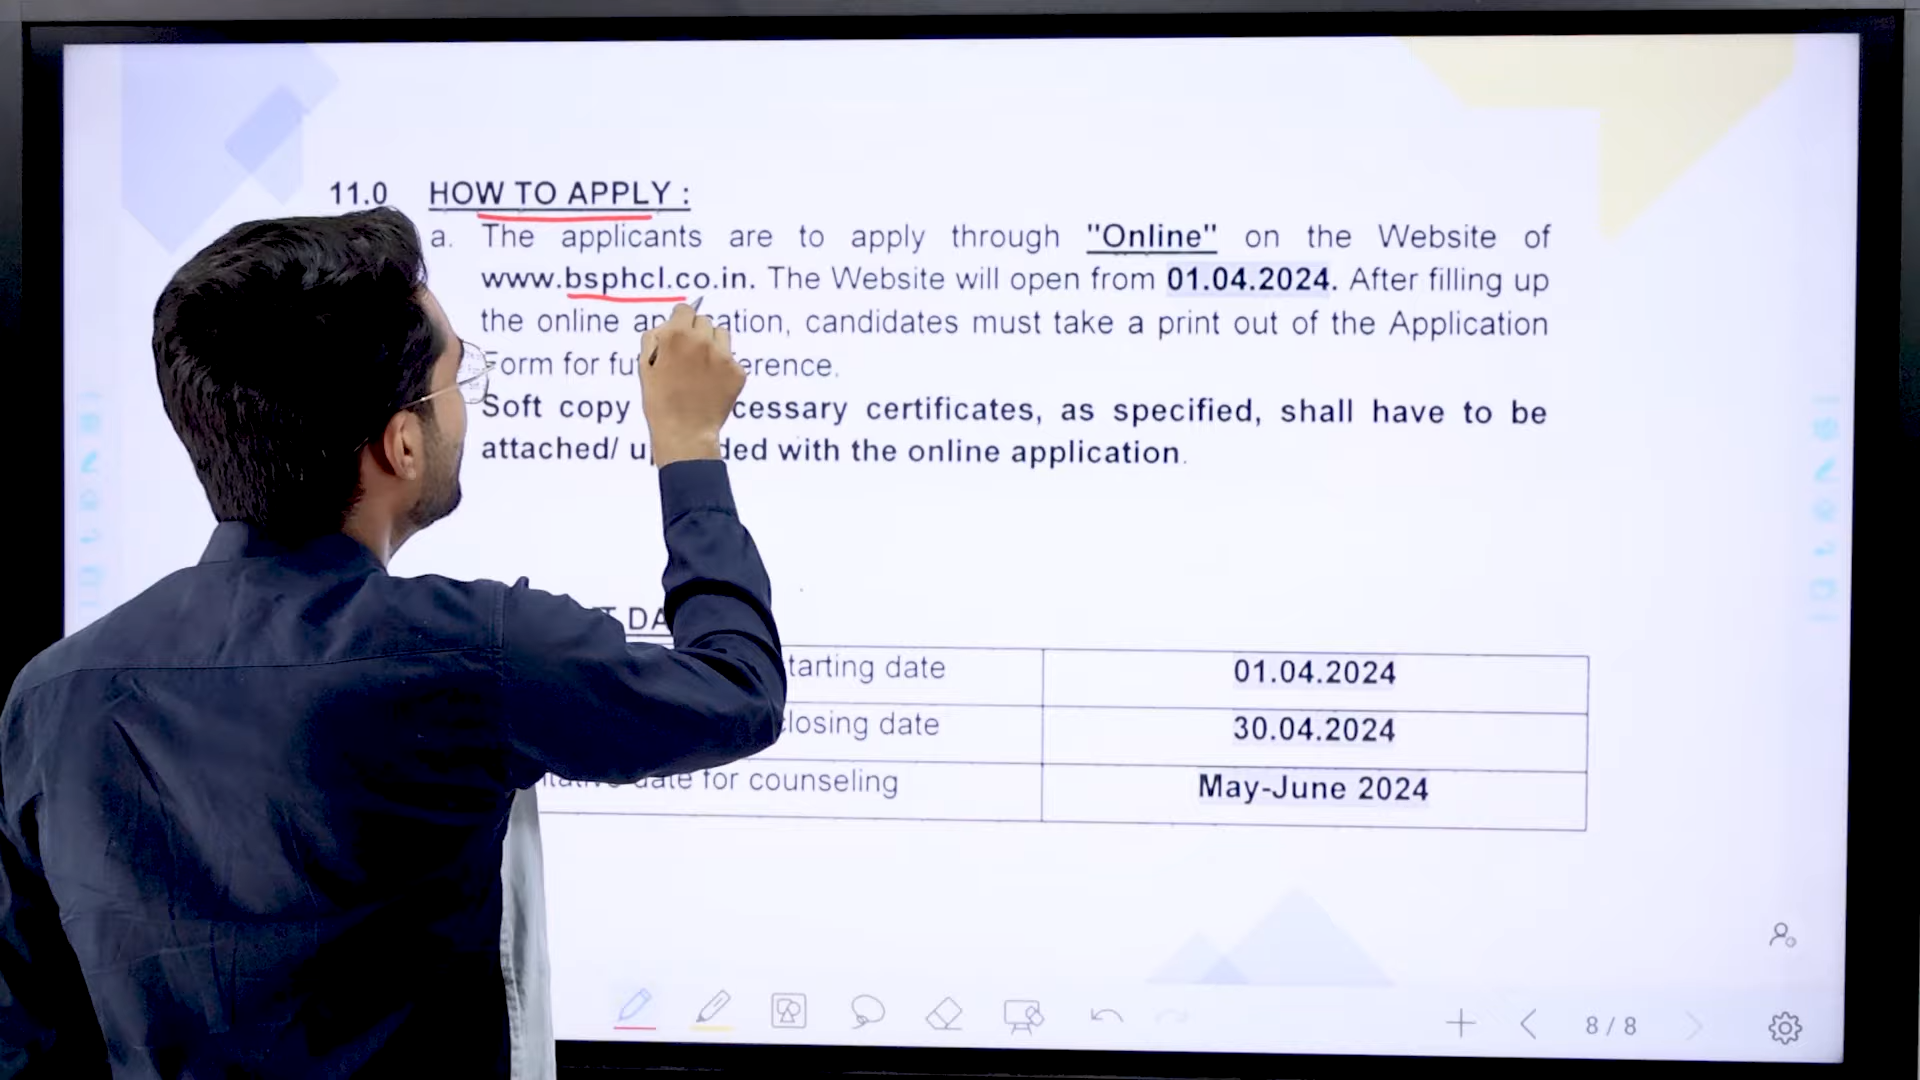 11.0 HOW TO APPLY :
a. The applicants are to apply through "Online" on the Website of
www.bsphcl.co.in. The Website will open from 01.04.2024. After filling up
the online candidates must take a print out of the Application
Form for
Soft copy certificates, as specified, shall have to be
attached/ with the online application.
date 01.04.2024
date 30.04.2024
date for counseling May-June 2024
8 / 8